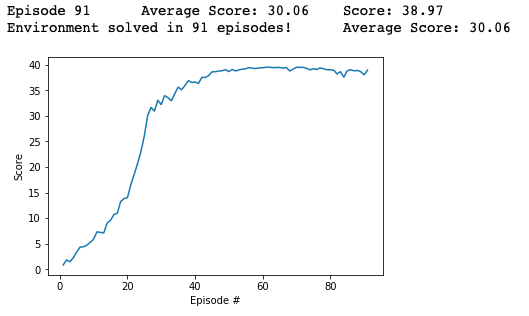 Episode 91 Average Score: 30.06 Score: 38.97
Environment solved in 91 episodes! Average Score: 30.06
40
35
30
25
20
15
10
5
0
Score
0 20 40 60 80
Episode #